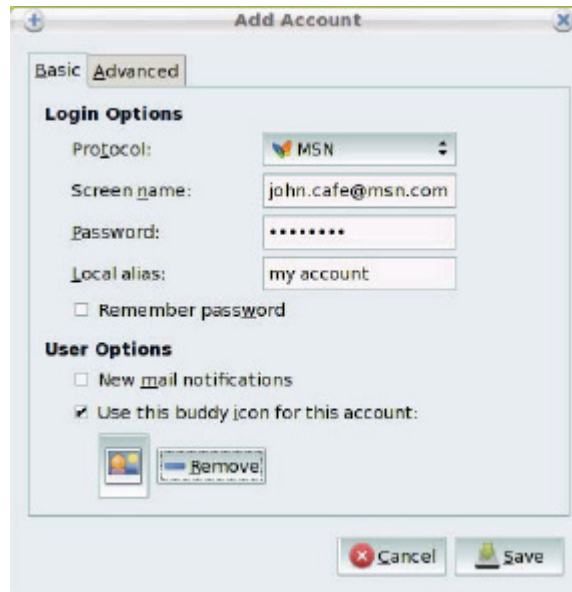 Add Account
Basic Advanced
Login Options
Protocol: MSN
Screen name: john.cafe@msn.com
Password: ••••••••
Local alias: my account
Remember password
User Options
New mail notifications
Use this buddy icon for this account:
Remove
Cancel Save